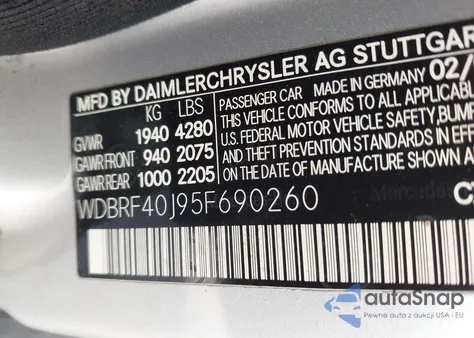 MFD BY DAIMLERCHRYSLER AG STUTTGAR
KG LBS
GVWR 1940 4280
GAWR FRONT 940 2075
GAWR REAR 1000 2205
PASSENGER CAR MADE IN GERMANY 02/
THIS VEHICLE CONFORMS TO ALL APPLICABL
U.S. FEDERAL MOTOR VEHICLE SAFETY, BUM
AND THEFT PREVENTION STANDARDS IN
ON THE DATE OF MANUFACTURE SHOWN A
WDBRF40J95F690260
Mercede
autoSnap
Pewne auta z aukcji USA i EU